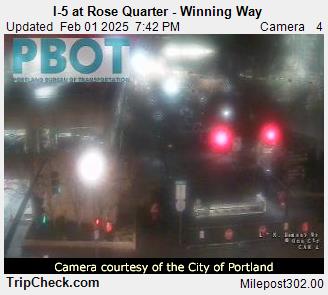 I-5 at Rose Quarter - Winning Way
Updated Feb 01 2025 7:42 PM Camera 4
PBOT
PORTLAND BUREAU OF TRANSPORTATION
Camera courtesy of the City of Portland
TripCheck.com Milepost302.00